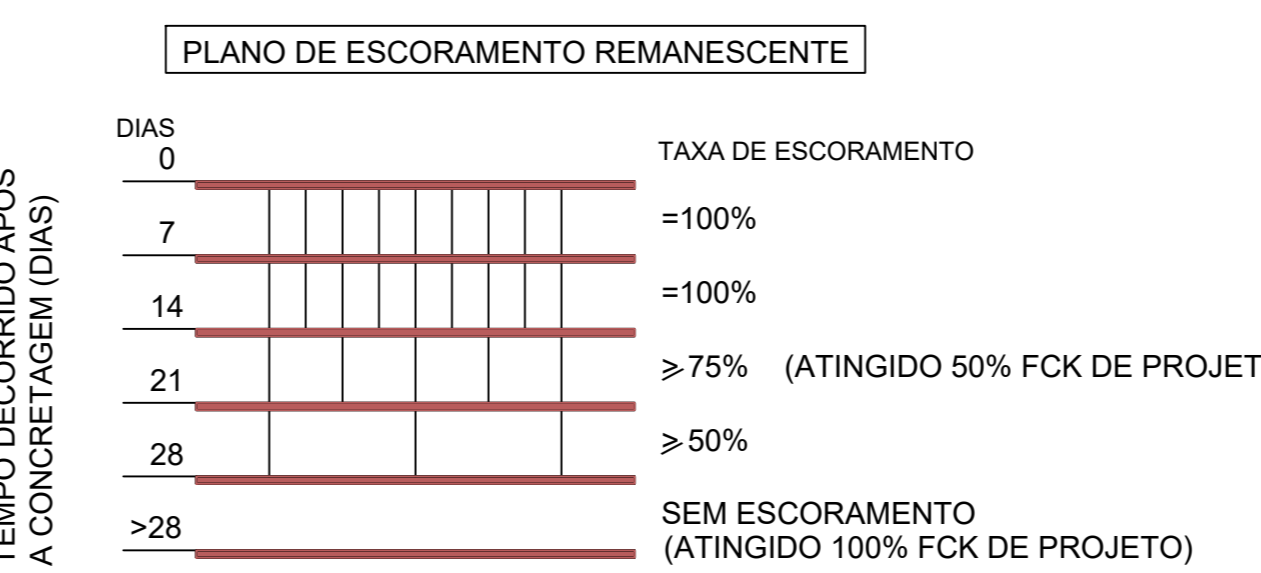 PLANO DE ESCORAMENTO REMANESCENTE
TEMPO DECORRIDO APÓS
A CONCRETAGEM (DIAS)
DIAS
0
TAXA DE ESCORAMENTO
7
=100%
14
=100%
21
⩾75% (ATINGIDO 50% FCK DE PROJET
28
⩾50%
>28
SEM ESCORAMENTO
(ATINGIDO 100% FCK DE PROJETO)